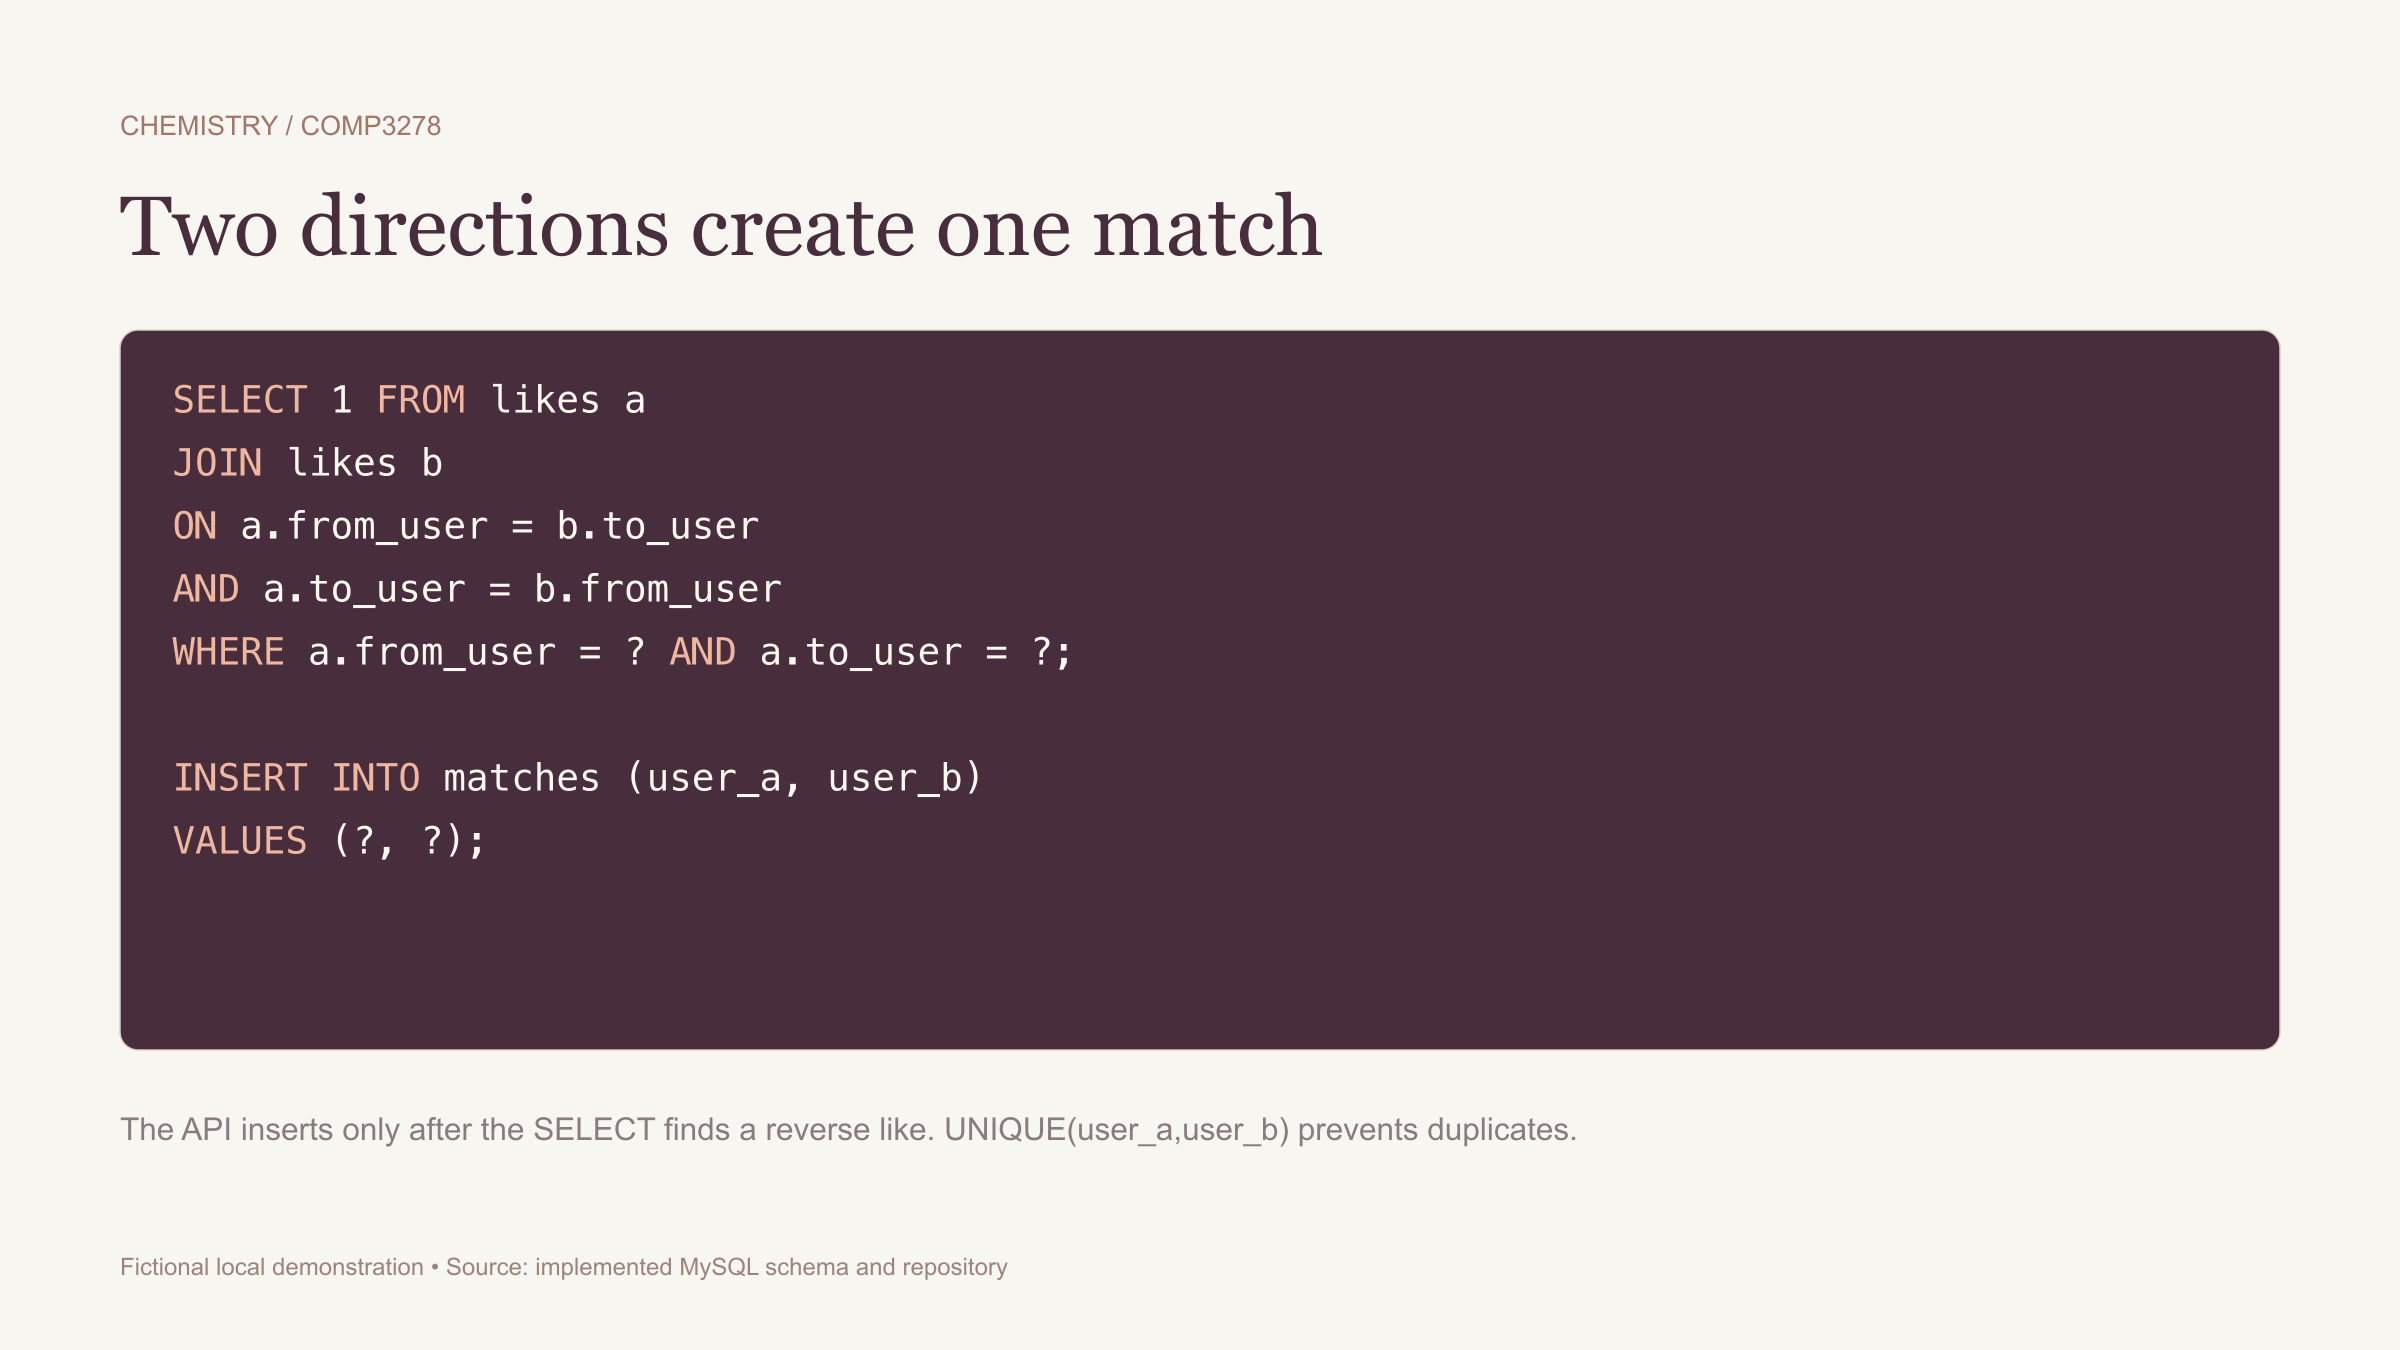 CHEMISTRY / COMP3278
Two directions create one match
SELECT 1 FROM likes a
JOIN likes b
ON a.from_user = b.to_user
AND a.to_user = b.from_user
WHERE a.from_user = ? AND a.to_user = ?;
INSERT INTO matches (user_a, user_b)
VALUES (?, ?);
The API inserts only after the SELECT finds a reverse like. UNIQUE(user_a,user_b) prevents duplicates.
Fictional local demonstration • Source: implemented MySQL schema and repository